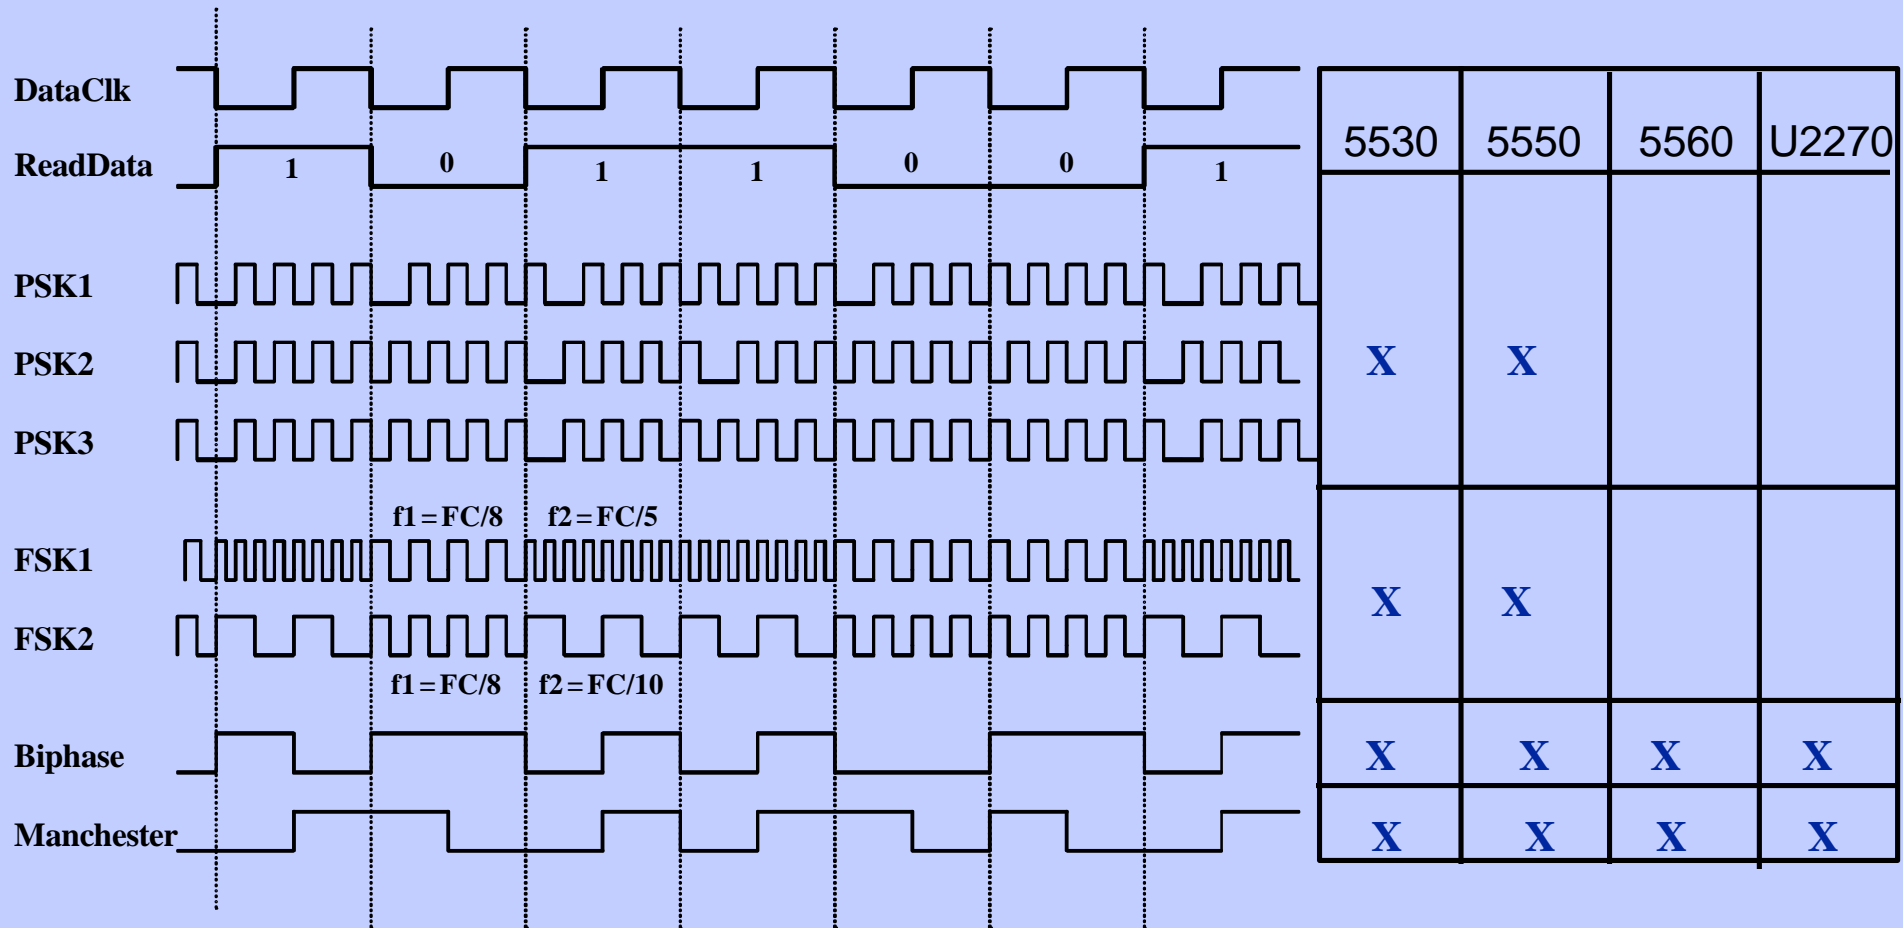 DataClk
5530 5550 5560 U2270
ReadData 1 0 1 1 0 0 1
PSK1
PSK2 X X
PSK3
f1=FC/8 f2=FC/5
FSK1
X X
FSK2
f1=FC/8 f2=FC/10
Biphase X X X X
Manchester X X X X